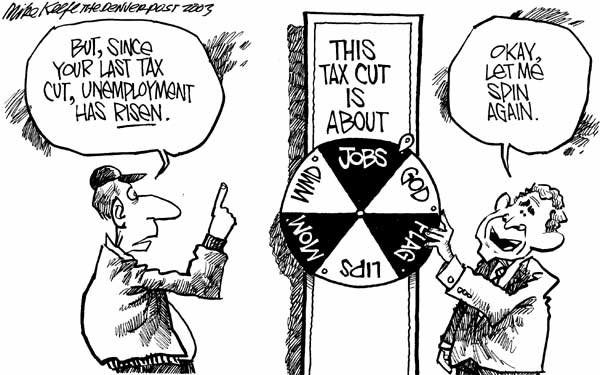 Mike Keefe THE DENVER POST 2003
BUT, SINCE
YOUR LAST TAX
CUT, UNEMPLOYMENT
HAS RISEN.
THIS
TAX CUT
IS
ABOUT
JOBS
GOD
FLAG
LIPS
MOM
WMD
OKAY,
LET ME
SPIN
AGAIN.